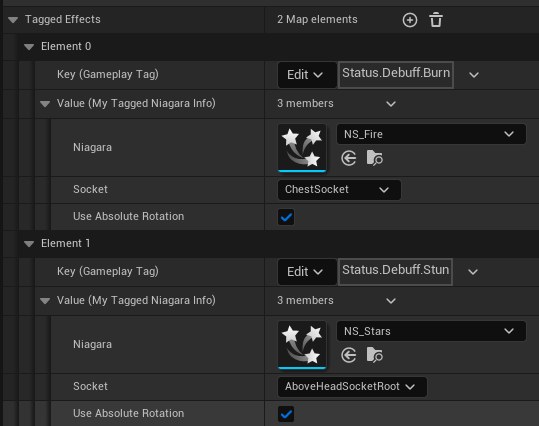 Tagged Effects 2 Map elements
Element 0
Key (Gameplay Tag) Edit Status.Debuff.Burn
Value (My Tagged Niagara Info) 3 members
Niagara NS_Fire
Socket ChestSocket
Use Absolute Rotation
Element 1
Key (Gameplay Tag) Edit Status.Debuff.Stun
Value (My Tagged Niagara Info) 3 members
Niagara NS_Stars
Socket AboveHeadSocketRoot
Use Absolute Rotation